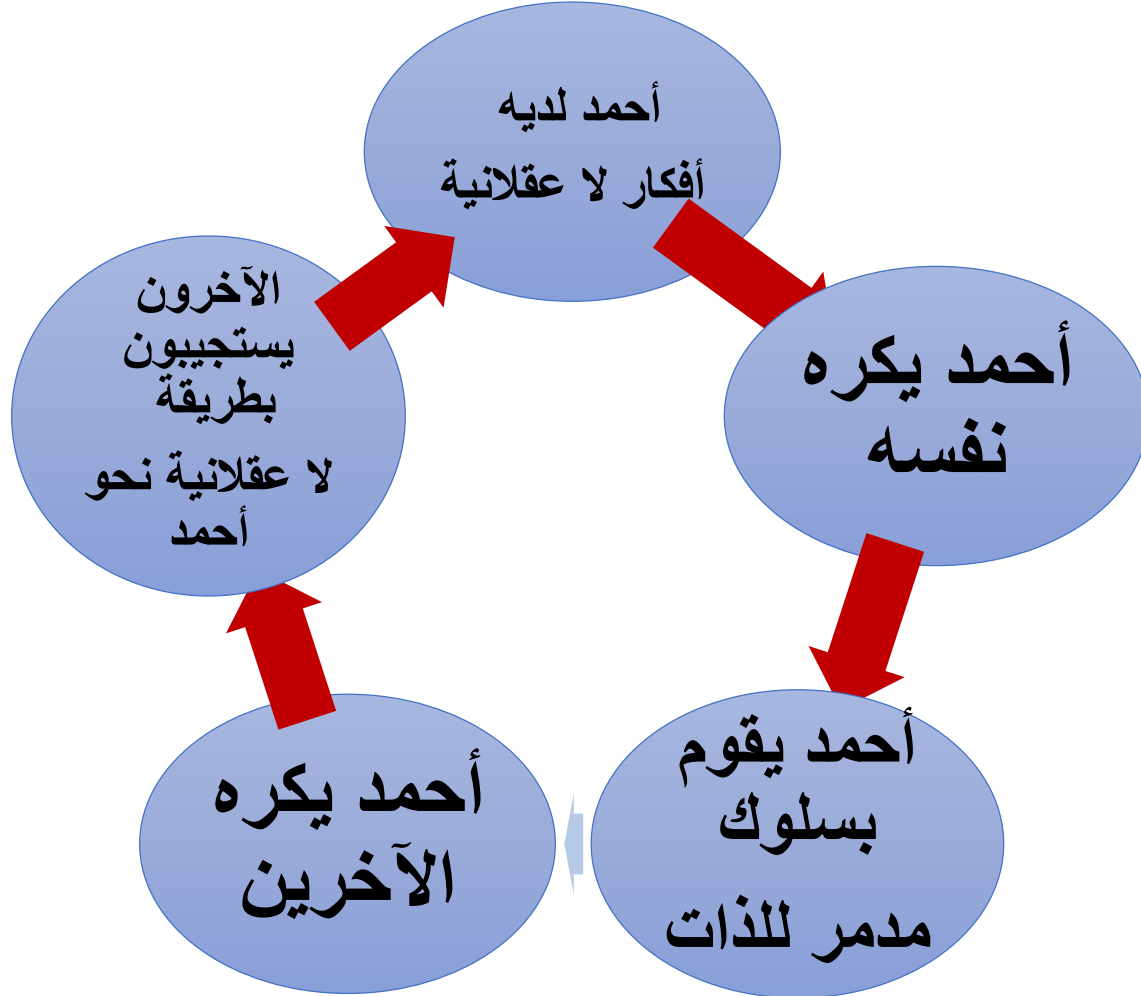 أحمد لديه
أفكار لا عقلانية
أحمد يكره
نفسه
أحمد يقوم
بسلوك
مدمر للذات
أحمد يكره
الآخرين
الآخرون
يستجيبون
بطريقة
لا عقلانية نحو
أحمد